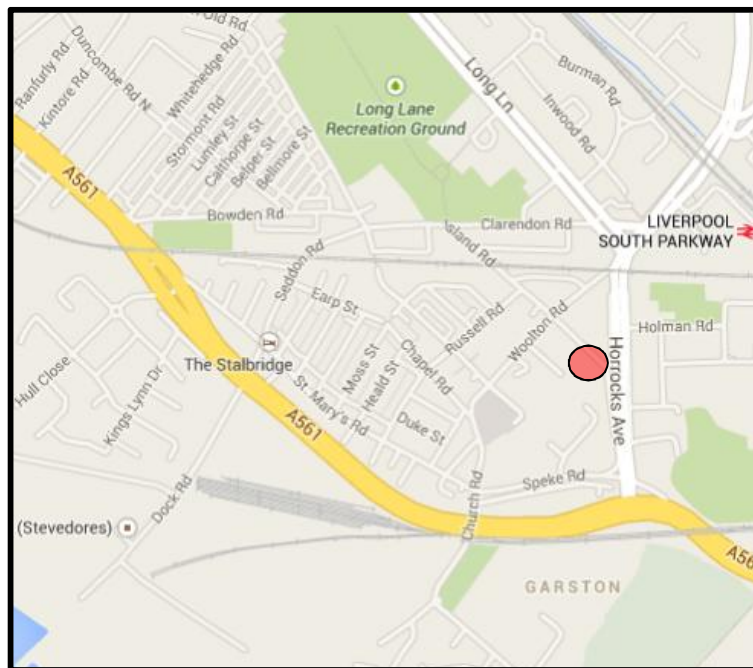 Old Rd
Ranfurly Rd
Kintore Rd
Duncombe Rd N
Whitehedge Rd
Stormont Rd
Lumley St
Calthorpe St
Belper St
Bellmore St
Long Lane
Recreation Ground
Long Ln
Burman Rd
Inwood Rd
A561
Bowden Rd
Seddon Rd
Island Rd
Clarendon Rd
LIVERPOOL
SOUTH PARKWAY
Earp St
The Stalbridge
Moss St
Heald St
Chapel Rd
Russell Rd
Woolton Rd
Horrocks Ave
Holman Rd
Hull Close
Kings Lynn Dr
St. Mary's Rd
A561
Duke St
Dock Rd
Church Rd
Speke Rd
(Stevedores)
GARSTON
A56